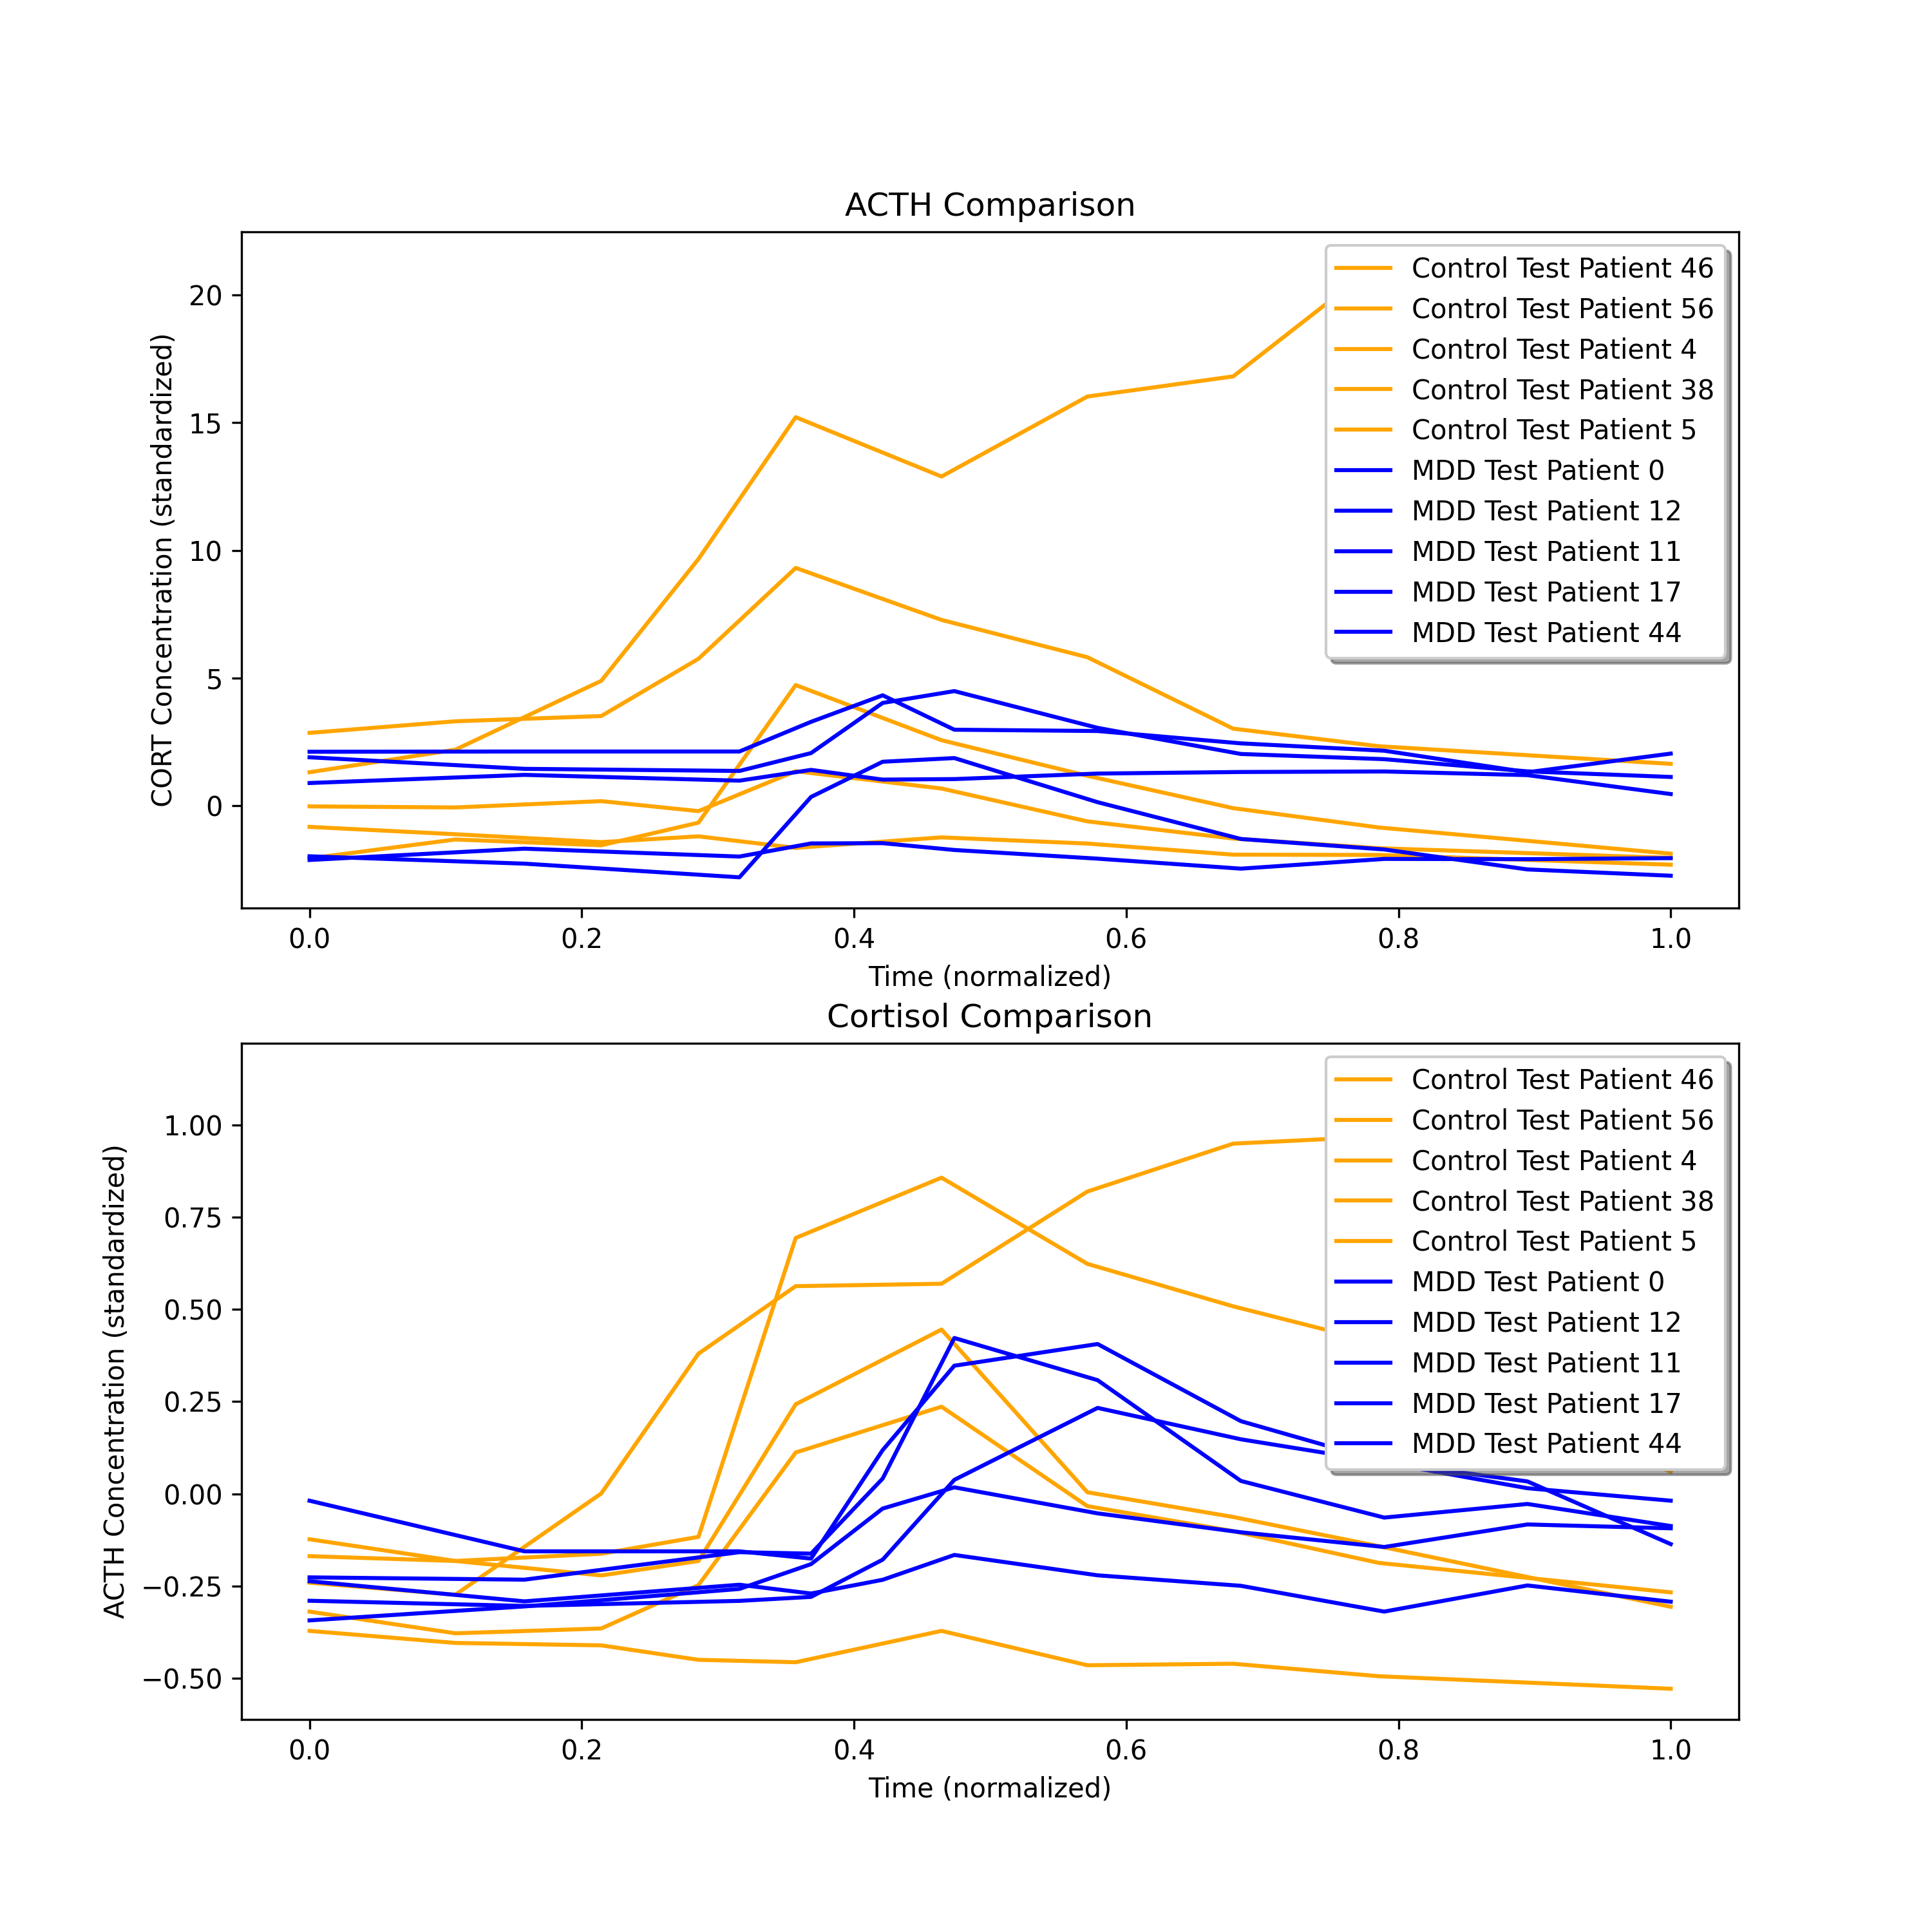 ACTH Comparison
CORT Concentration (standardized)
20
15
10
5
0
Control Test Patient 46
Control Test Patient 56
Control Test Patient 4
Control Test Patient 38
Control Test Patient 5
MDD Test Patient 0
MDD Test Patient 12
MDD Test Patient 11
MDD Test Patient 17
MDD Test Patient 44
0.0 0.2 0.4 0.6 0.8 1.0
Time (normalized)
Cortisol Comparison
ACTH Concentration (standardized)
1.00
0.75
0.50
0.25
0.00
−0.25
−0.50
Control Test Patient 46
Control Test Patient 56
Control Test Patient 4
Control Test Patient 38
Control Test Patient 5
MDD Test Patient 0
MDD Test Patient 12
MDD Test Patient 11
MDD Test Patient 17
MDD Test Patient 44
0.0 0.2 0.4 0.6 0.8 1.0
Time (normalized)